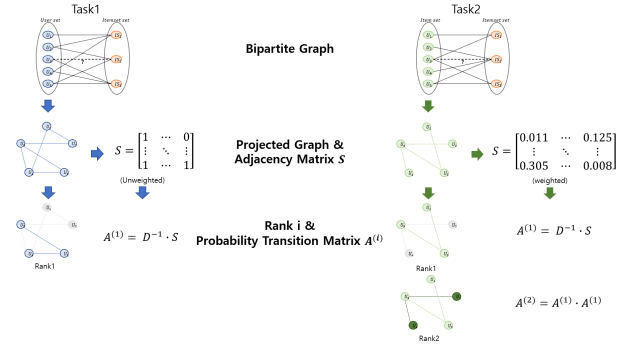 Task1
Task2
User set
Itemset set
Item set
Itemset set
Bipartite Graph
?
?
Projected Graph &
Adjacency Matrix S
S = [1 ⋯ 0
⋮ ⋱ ⋮
1 ⋯ 1]
(Unweighted)
S = [0.011 ⋯ 0.125
⋮ ⋱ ⋮
0.305 ⋯ 0.008]
(weighted)
Rank i &
Probability Transition Matrix A^(i)
A^(1) = D^-1 · S
A^(1) = D^-1 · S
Rank1
Rank1
A^(2) = A^(1) · A^(1)
Rank2